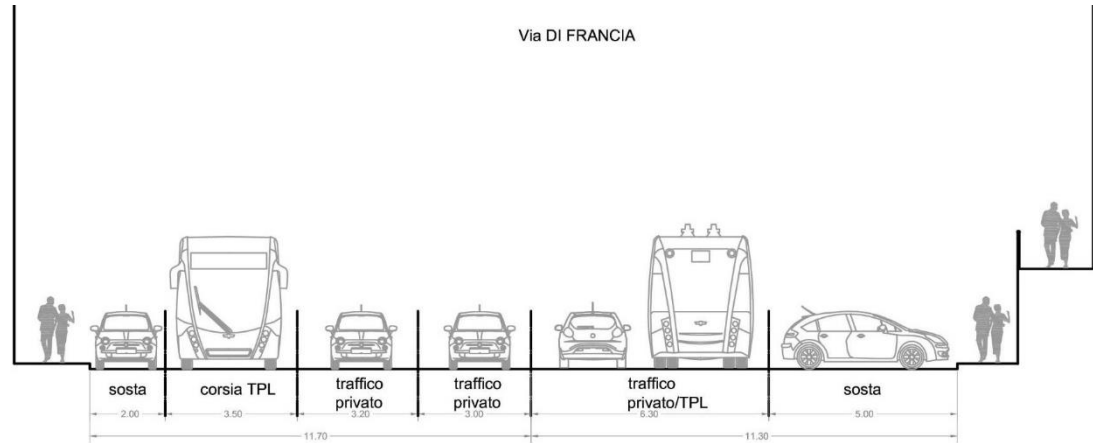 Via DI FRANCIA
sosta
corsia TPL
traffico
privato
traffico
privato
traffico
privato/TPL
sosta
2.00
3.50
3.20
3.00
6.30
5.00
11.70
11.30